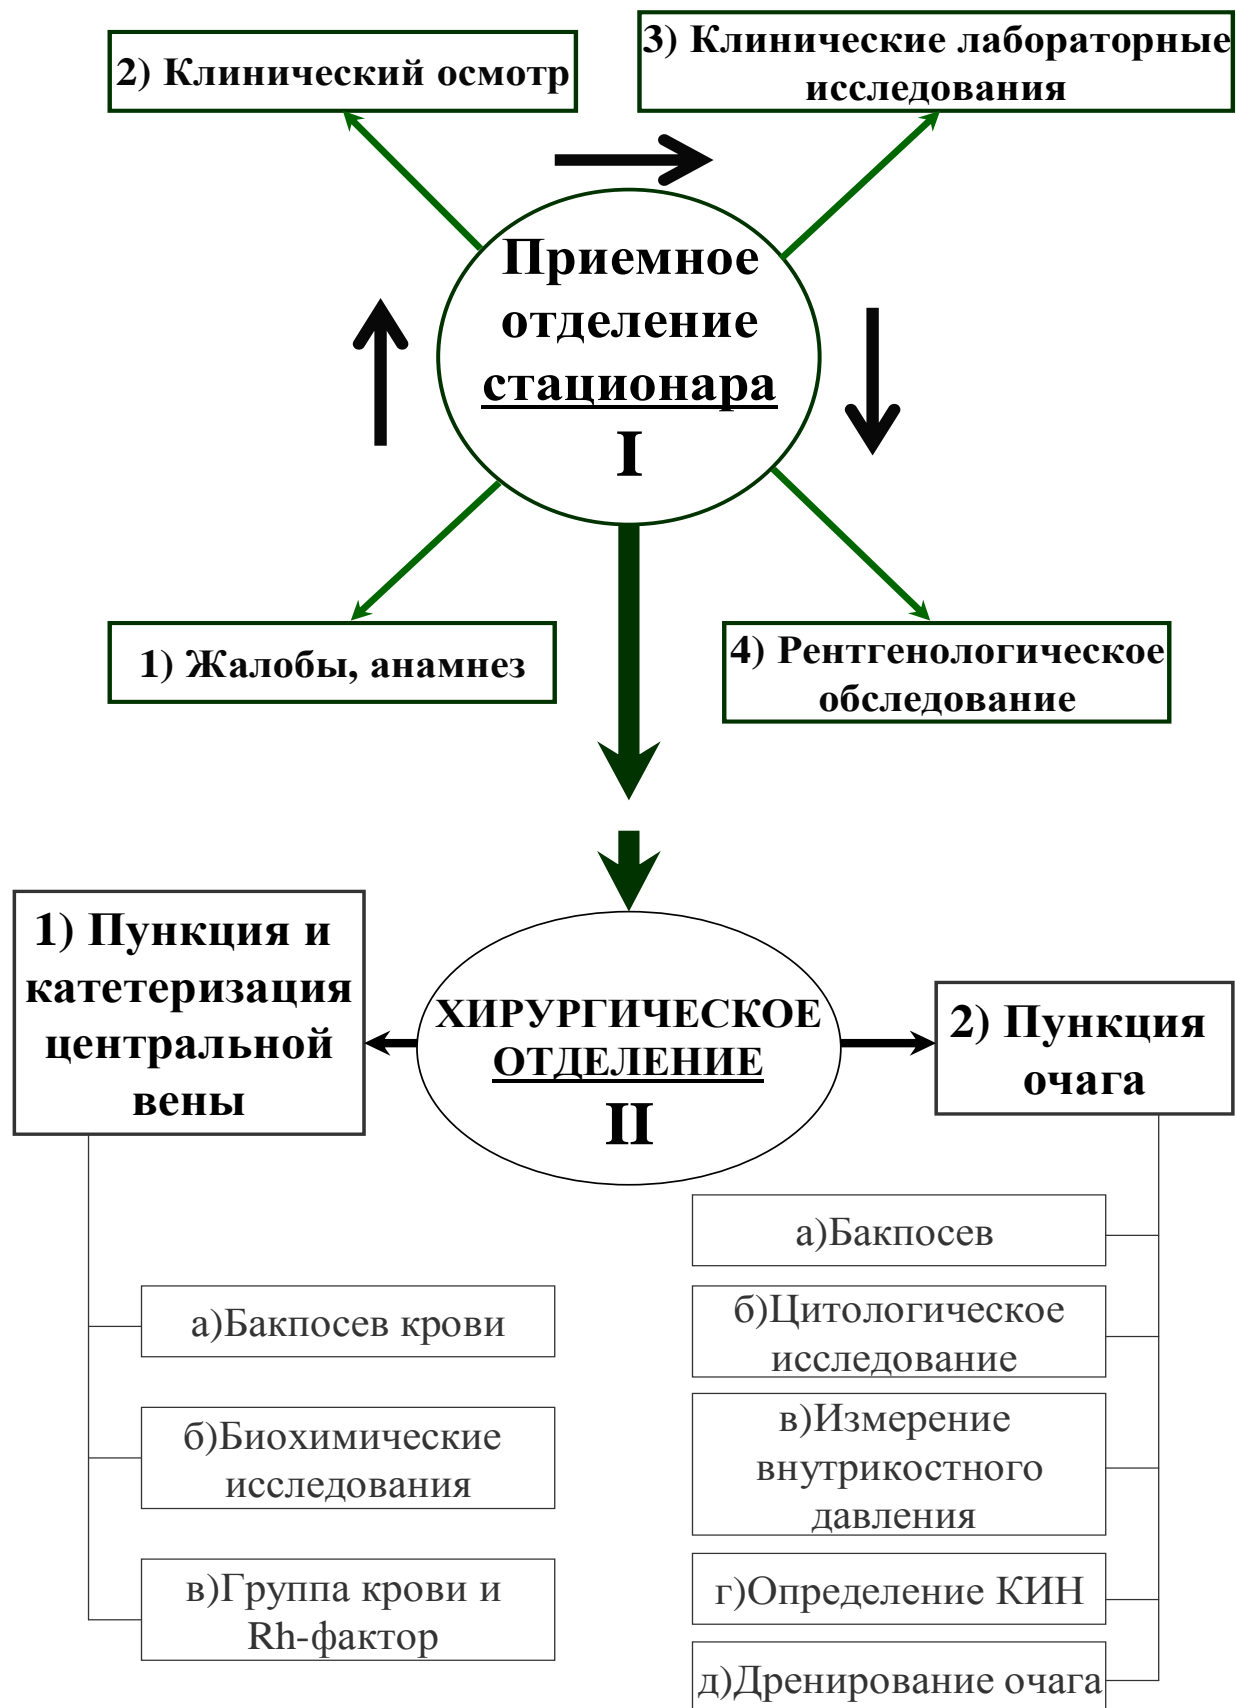 2) Клинический осмотр
3) Клинические лабораторные
исследования
Приемное
отделение
стационара
I
1) Жалобы, анамнез
4) Рентгенологическое
обследование
1) Пункция и
катетеризация
центральной
вены
ХИРУРГИЧЕСКОЕ
ОТДЕЛЕНИЕ
II
2) Пункция
очага
а)Бакпосев крови
б)Биохимические
исследования
в)Группа крови и
Rh-фактор
а)Бакпосев
б)Цитологическое
исследование
в)Измерение
внутрикостного
давления
г)Определение КИН
д)Дренирование очага